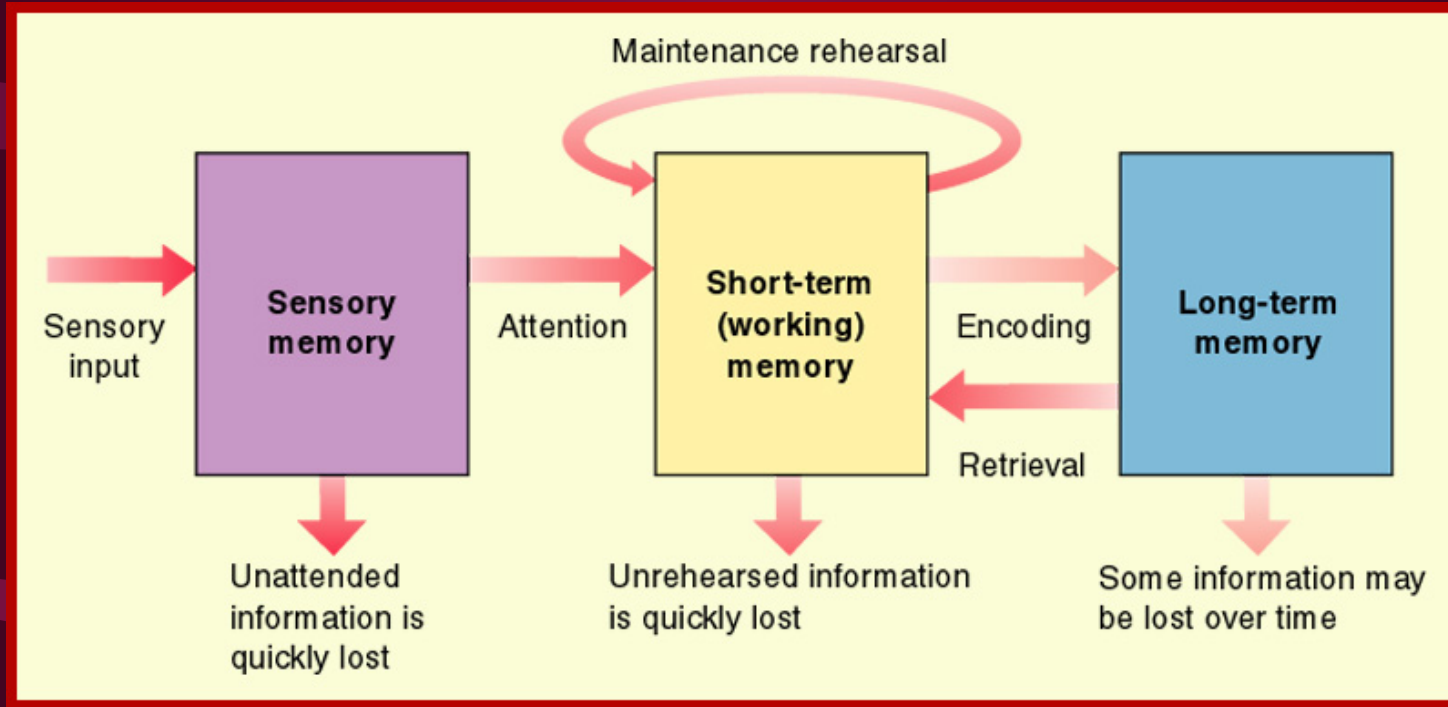 Maintenance rehearsal
Sensory
input
Sensory
memory
Attention
Short-term
(working)
memory
Encoding
Retrieval
Long-term
memory
Unattended
information is
quickly lost
Unrehearsed information
is quickly lost
Some information may
be lost over time